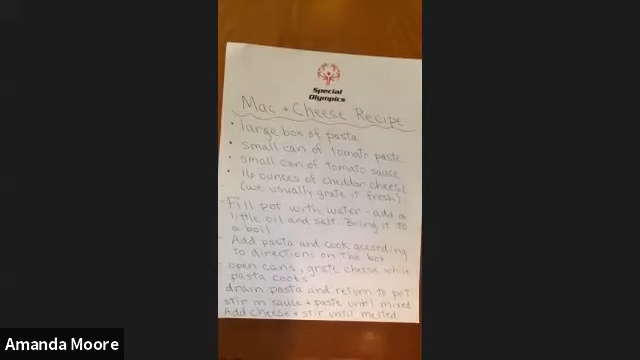 Special
Olympics
Mac + Cheese Recipe
• large box of pasta
• small can of tomato paste
• small can of tomato sauce
• 16 ounces of cheddar cheese
(we usually grate it fresh)
- Fill pot with water - add a
little oil and salt. Bring it to
a boil
- Add pasta and cook according
to directions on the box
- open cans, grate cheese while
pasta cooks
drain pasta and return to pot
stir in sauce + paste until mixed
Add cheese + stir until melted
Amanda Moore